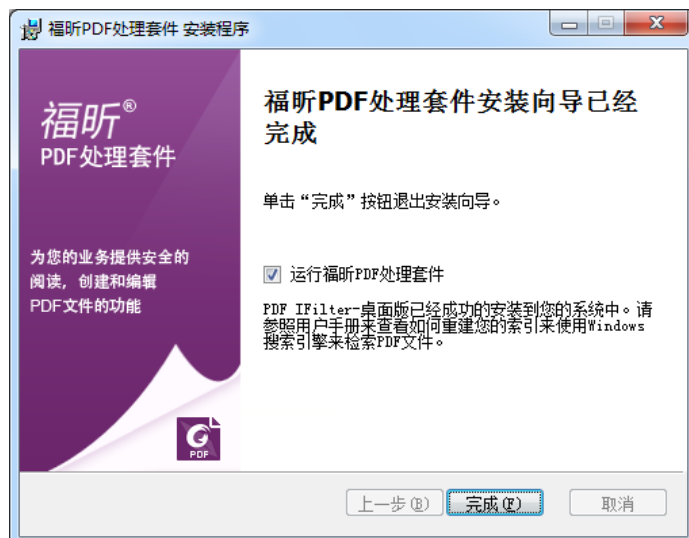 福昕PDF处理套件 安装程序
福昕®
PDF处理套件
为您的业务提供安全的
阅读，创建和编辑
PDF文件的功能
PDF
福昕PDF处理套件安装向导已经
完成
单击“完成”按钮退出安装向导。
运行福昕PDF处理套件
PDF IFilter-桌面版已经成功的安装到您的系统中。请
参照用户手册来查看如何重建您的索引来使用Windows
搜索引擎来检索PDF文件。
上一步(B) 完成(F) 取消